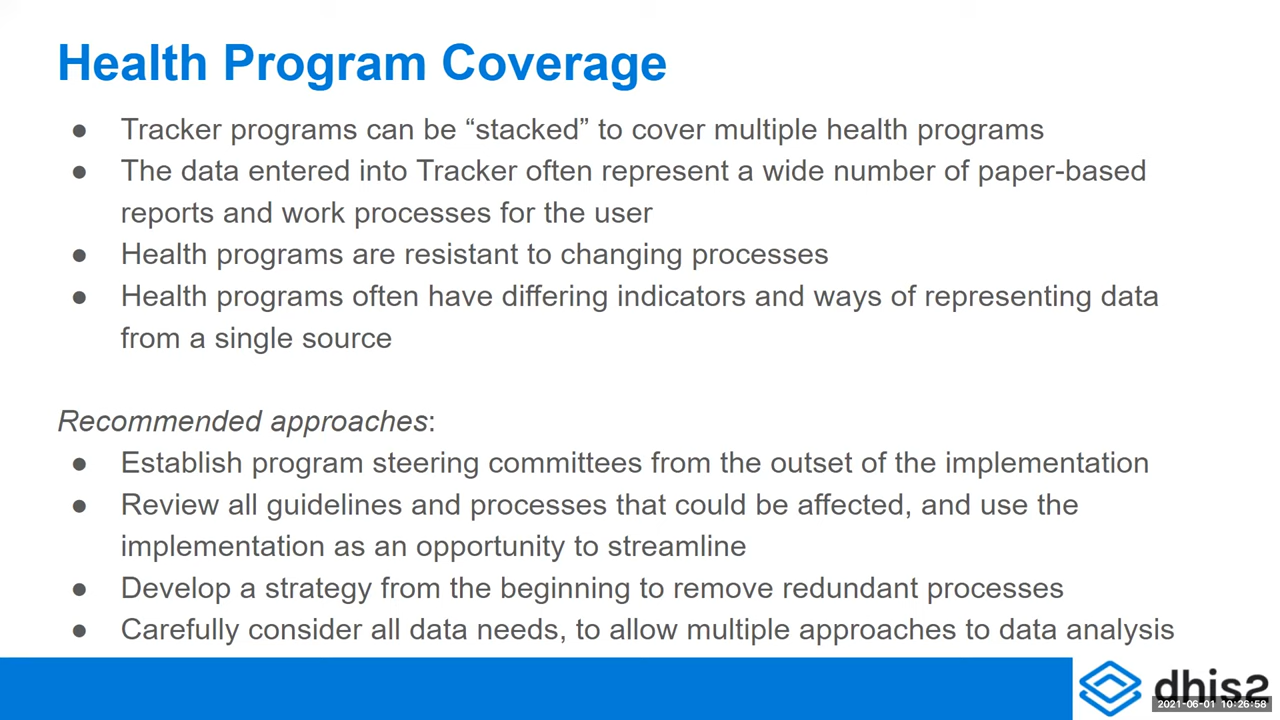 Health Program Coverage
● Tracker programs can be “stacked” to cover multiple health programs
● The data entered into Tracker often represent a wide number of paper-based
reports and work processes for the user
● Health programs are resistant to changing processes
● Health programs often have differing indicators and ways of representing data
from a single source
Recommended approaches:
● Establish program steering committees from the outset of the implementation
● Review all guidelines and processes that could be affected, and use the
implementation as an opportunity to streamline
● Develop a strategy from the beginning to remove redundant processes
● Carefully consider all data needs, to allow multiple approaches to data analysis
dhis2
2021-06-01 10:26:58